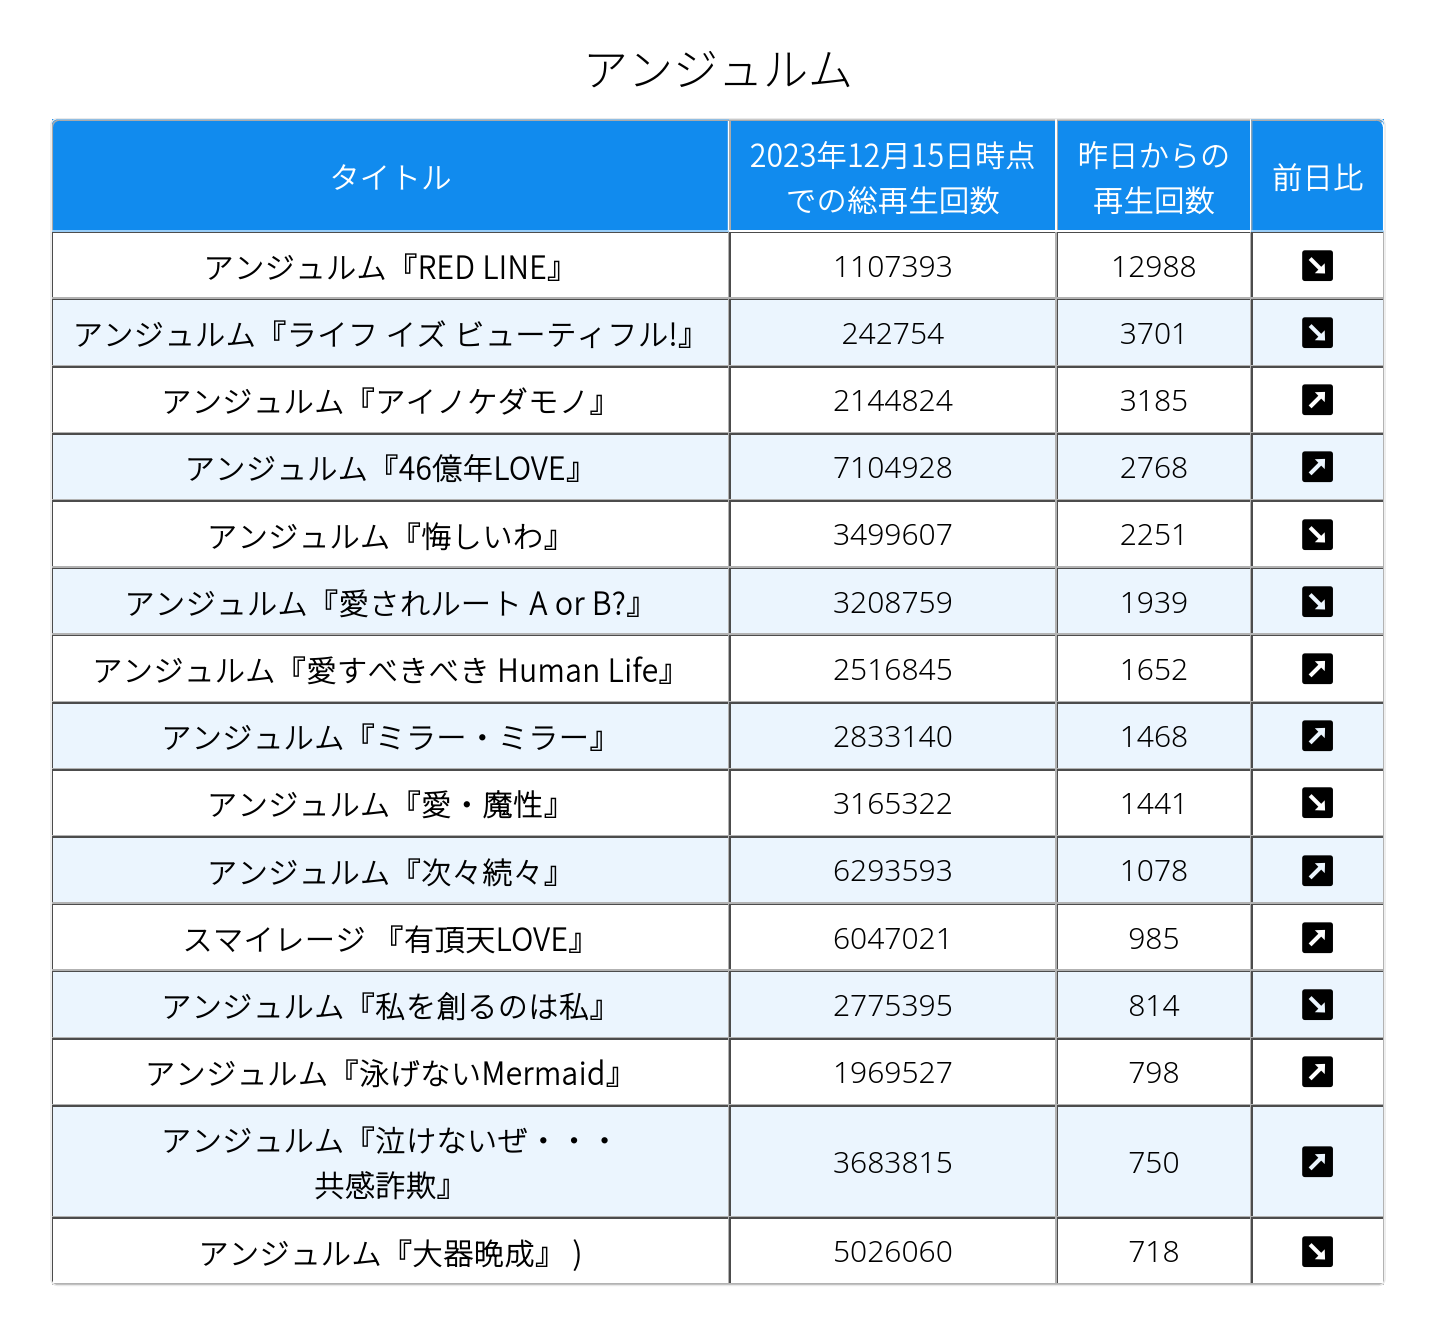 アンジュルム
タイトル 2023年12月15日時点での総再生回数 昨日からの再生回数 前日比
アンジュルム『RED LINE』 1107393 12988 ↘
アンジュルム『ライフ イズ ビューティフル!』 242754 3701 ↘
アンジュルム『アイノケダモノ』 2144824 3185 ↗
アンジュルム『46億年LOVE』 7104928 2768 ↗
アンジュルム『悔しいわ』 3499607 2251 ↘
アンジュルム『愛されルート A or B?』 3208759 1939 ↘
アンジュルム『愛すべきべき Human Life』 2516845 1652 ↗
アンジュルム『ミラー・ミラー』 2833140 1468 ↗
アンジュルム『愛・魔性』 3165322 1441 ↘
アンジュルム『次々続々』 6293593 1078 ↗
スマイレージ 『有頂天LOVE』 6047021 985 ↗
アンジュルム『私を創るのは私』 2775395 814 ↘
アンジュルム『泳げないMermaid』 1969527 798 ↗
アンジュルム『泣けないぜ・・・共感詐欺』 3683815 750 ↗
アンジュルム『大器晩成』 ) 5026060 718 ↘